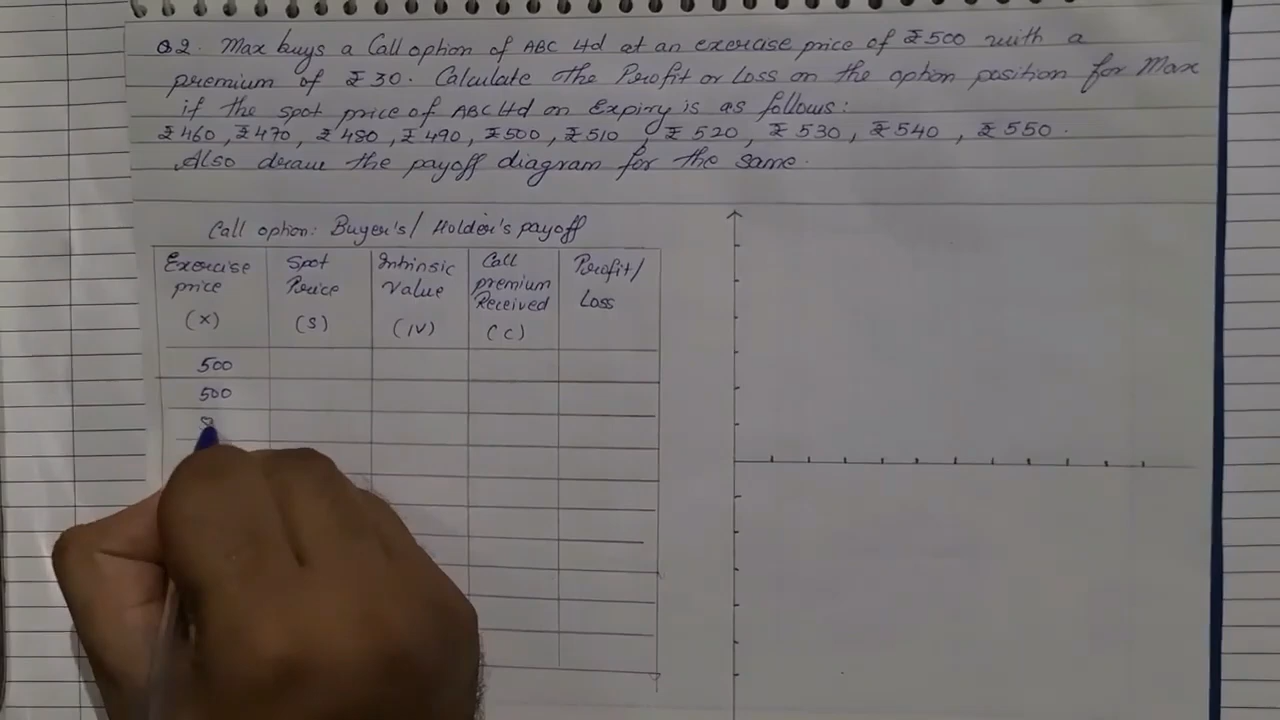 Q2. Max buys a Call option of ABC Ltd at an exercise price of ₹500 with a
premium of ₹30. Calculate the Profit or Loss on the option position for Max
if the spot price of ABC Ltd on Expiry is as follows:
₹460, ₹470, ₹480, ₹490, ₹500, ₹510, ₹520, ₹530, ₹540, ₹550.
Also draw the payoff diagram for the same.
Call option: Buyer's/ Holder's payoff
Exercise price (X)
Spot Price (S)
Intrinsic Value (IV)
Call premium Received (C)
Profit/ Loss
500
500